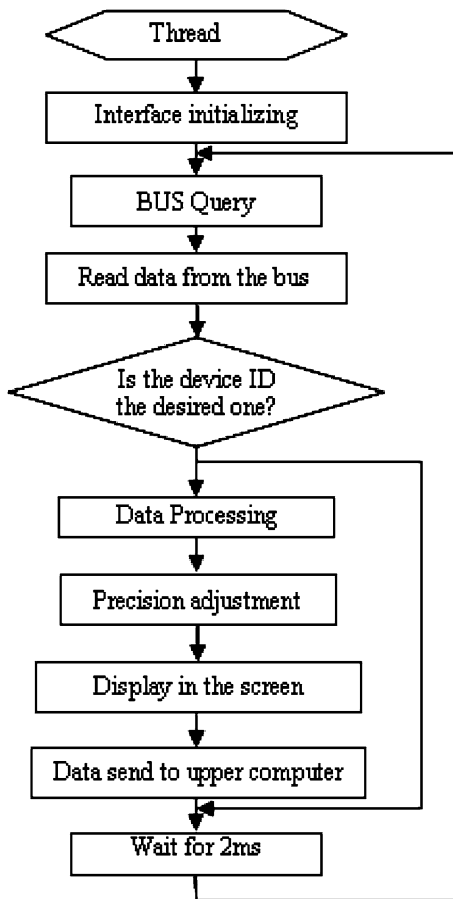 Thread
Interface initializing
BUS Query
Read data from the bus
Is the device ID
the desired one?
Data Processing
Precision adjustment
Display in the screen
Data send to upper computer
Wait for 2ms